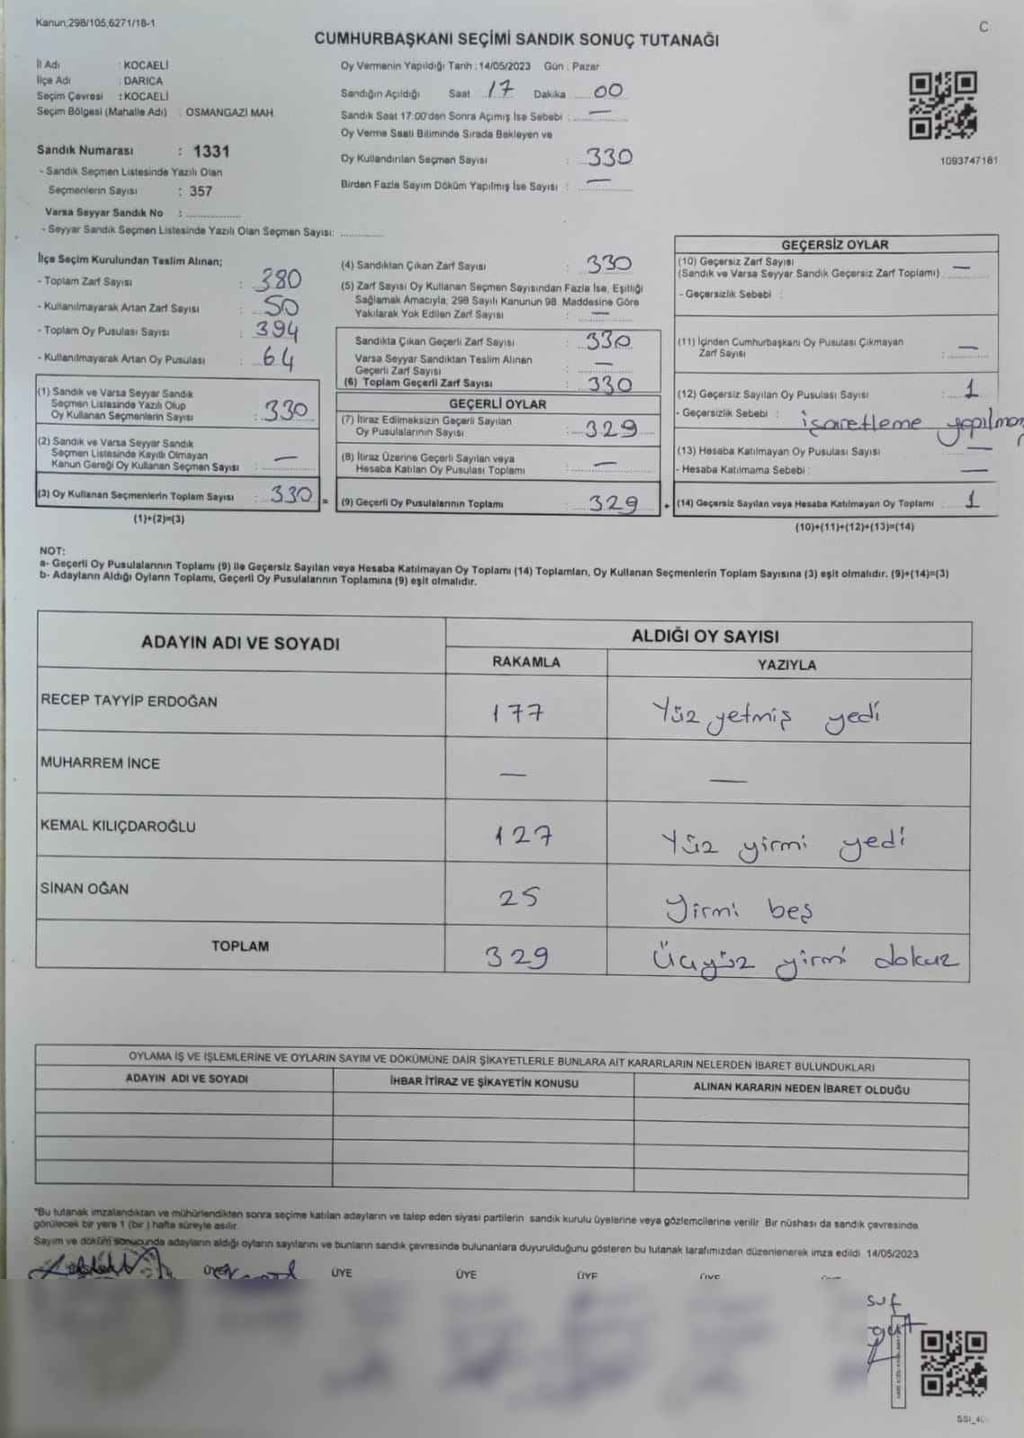 Kanun;298/105,6271/18-1
C
CUMHURBAŞKANI SEÇİMİ SANDIK SONUÇ TUTANAĞI
İl Adı : KOCAELİ
İlçe Adı : DARICA
Seçim Çevresi : KOCAELİ
Seçim Bölgesi (Mahalle Adı) : OSMANGAZİ MAH.
Sandık Numarası : 1331
- Sandık Seçmen Listesinde Yazılı Olan
Seçmenlerin Sayısı : 357
Varsa Seyyar Sandık No :
- Seyyar Sandık Seçmen Listesinde Yazılı Olan Seçmen Sayısı:
Oy Vermenin Yapıldığı Tarih : 14/05/2023 Gün : Pazar
Sandığın Açıldığı Saat 17 Dakika 00
Sandık Saat 17:00'den Sonra Açımış İse Sebebi : —
Oy Verme Saati Bitiminde Sırada Bekleyen ve
Oy Kullandırılan Seçmen Sayısı : 330
Birden Fazla Sayım Döküm Yapılmış İse Sayısı : —
1093747161
İlçe Seçim Kurulundan Teslim Alınan;
- Toplam Zarf Sayısı : 380
- Kullanılmayarak Artan Zarf Sayısı : 50
- Toplam Oy Pusulası Sayısı : 394
- Kullanılmayarak Artan Oy Pusulası : 64
(1) Sandık ve Varsa Seyyar Sandık
Seçmen Listesinde Yazılı Olup
Oy Kullanan Seçmenlerin Sayısı : 330
(2) Sandık ve Varsa Seyyar Sandık
Seçmen Listesinde Kayıtlı Olmayan
Kanun Gereği Oy Kullanan Seçmen Sayısı : —
(3) Oy Kullanan Seçmenlerin Toplam Sayısı : 330 =
(1)+(2)=(3)
(4) Sandıktan Çıkan Zarf Sayısı : 330
(5) Zarf Sayısı Oy Kullanan Seçmen Sayısından Fazla İse, Eşitliği
Sağlamak Amacıyla, 298 Sayılı Kanunun 98. Maddesine Göre
Yakılarak Yok Edilen Zarf Sayısı : —
Sandıkta Çıkan Geçerli Zarf Sayısı : 330
Varsa Seyyar Sandıktan Teslim Alınan
Geçerli Zarf Sayısı : —
(6) Toplam Geçerli Zarf Sayısı : 330
GEÇERLİ OYLAR
(7) İtiraz Edilmeksizin Geçerli Sayılan
Oy Pusulalarının Sayısı : 329
(8) İtiraz Üzerine Geçerli Sayılan veya
Hesaba Katılan Oy Pusulası Toplamı : —
(9) Geçerli Oy Pusulalarının Toplamı : 329 +
GEÇERSİZ OYLAR
(10) Geçersiz Zarf Sayısı
(Sandık ve Varsa Seyyar Sandık Geçersiz Zarf Toplamı) : —
- Geçersizlik Sebebi :
(11) İçinden Cumhurbaşkanı Oy Pusulası Çıkmayan
Zarf Sayısı : —
(12) Geçersiz Sayılan Oy Pusulası Sayısı : 1
- Geçersizlik Sebebi : işaretleme
(13) Hesaba Katılmayan Oy Pusulası Sayısı : —
- Hesaba Katılmama Sebebi : —
(14) Geçersiz Sayılan veya Hesaba Katılmayan Oy Toplamı : 1
(10)+(11)+(12)+(13)=(14)
NOT:
a- Geçerli Oy Pusulalarının Toplamı (9) ile Geçersiz Sayılan veya Hesaba Katılmayan Oy Toplamı (14) Toplamları, Oy Kullanan Seçmenlerin Toplam Sayısına (3) eşit olmalıdır. (9)+(14)=(3)
b- Adayların Aldığı Oyların Toplamı, Geçerli Oy Pusulalarının Toplamına (9) eşit olmalıdır.
ADAYIN ADI VE SOYADI ALDIĞI OY SAYISI
RAKAMLA YAZIYLA
RECEP TAYYİP ERDOĞAN 177 Yüz yetmiş yedi
MUHARREM İNCE — —
KEMAL KILIÇDAROĞLU 127 Yüz yirmi yedi
SİNAN OĞAN 25 Yirmi beş
TOPLAM 329 Üçyüz yirmi dokuz
OYLAMA İŞ VE İŞLEMLERİNE VE OYLARIN SAYIM VE DÖKÜMÜNE DAİR ŞİKAYETLERLE BUNLARA AİT KARARLARIN NELERDEN İBARET BULUNDUKLARI
ADAYIN ADI VE SOYADI İHBAR İTİRAZ VE ŞİKAYETİN KONUSU ALINAN KARARIN NEDEN İBARET OLDUĞU
*Bu tutanak imzalandıktan ve mühürlendikten sonra seçime katılan adayların ve talep eden siyasi partilerin sandık kurulu üyelerine veya gözlemcilerine verilir. Bir nüshası da sandık çevresinde
görülecek bir yere 1 (bir ) hafta süreyle asılır.
Sayım ve döküm sonucunda adayların aldığı oyların sayılarını ve bunların sandık çevresinde bulunanlara duyurulduğunu gösteren bu tutanak tarafımızdan düzenlenerek imza edildi. 14/05/2023
ÜYE ÜYE ÜYE ÜYE